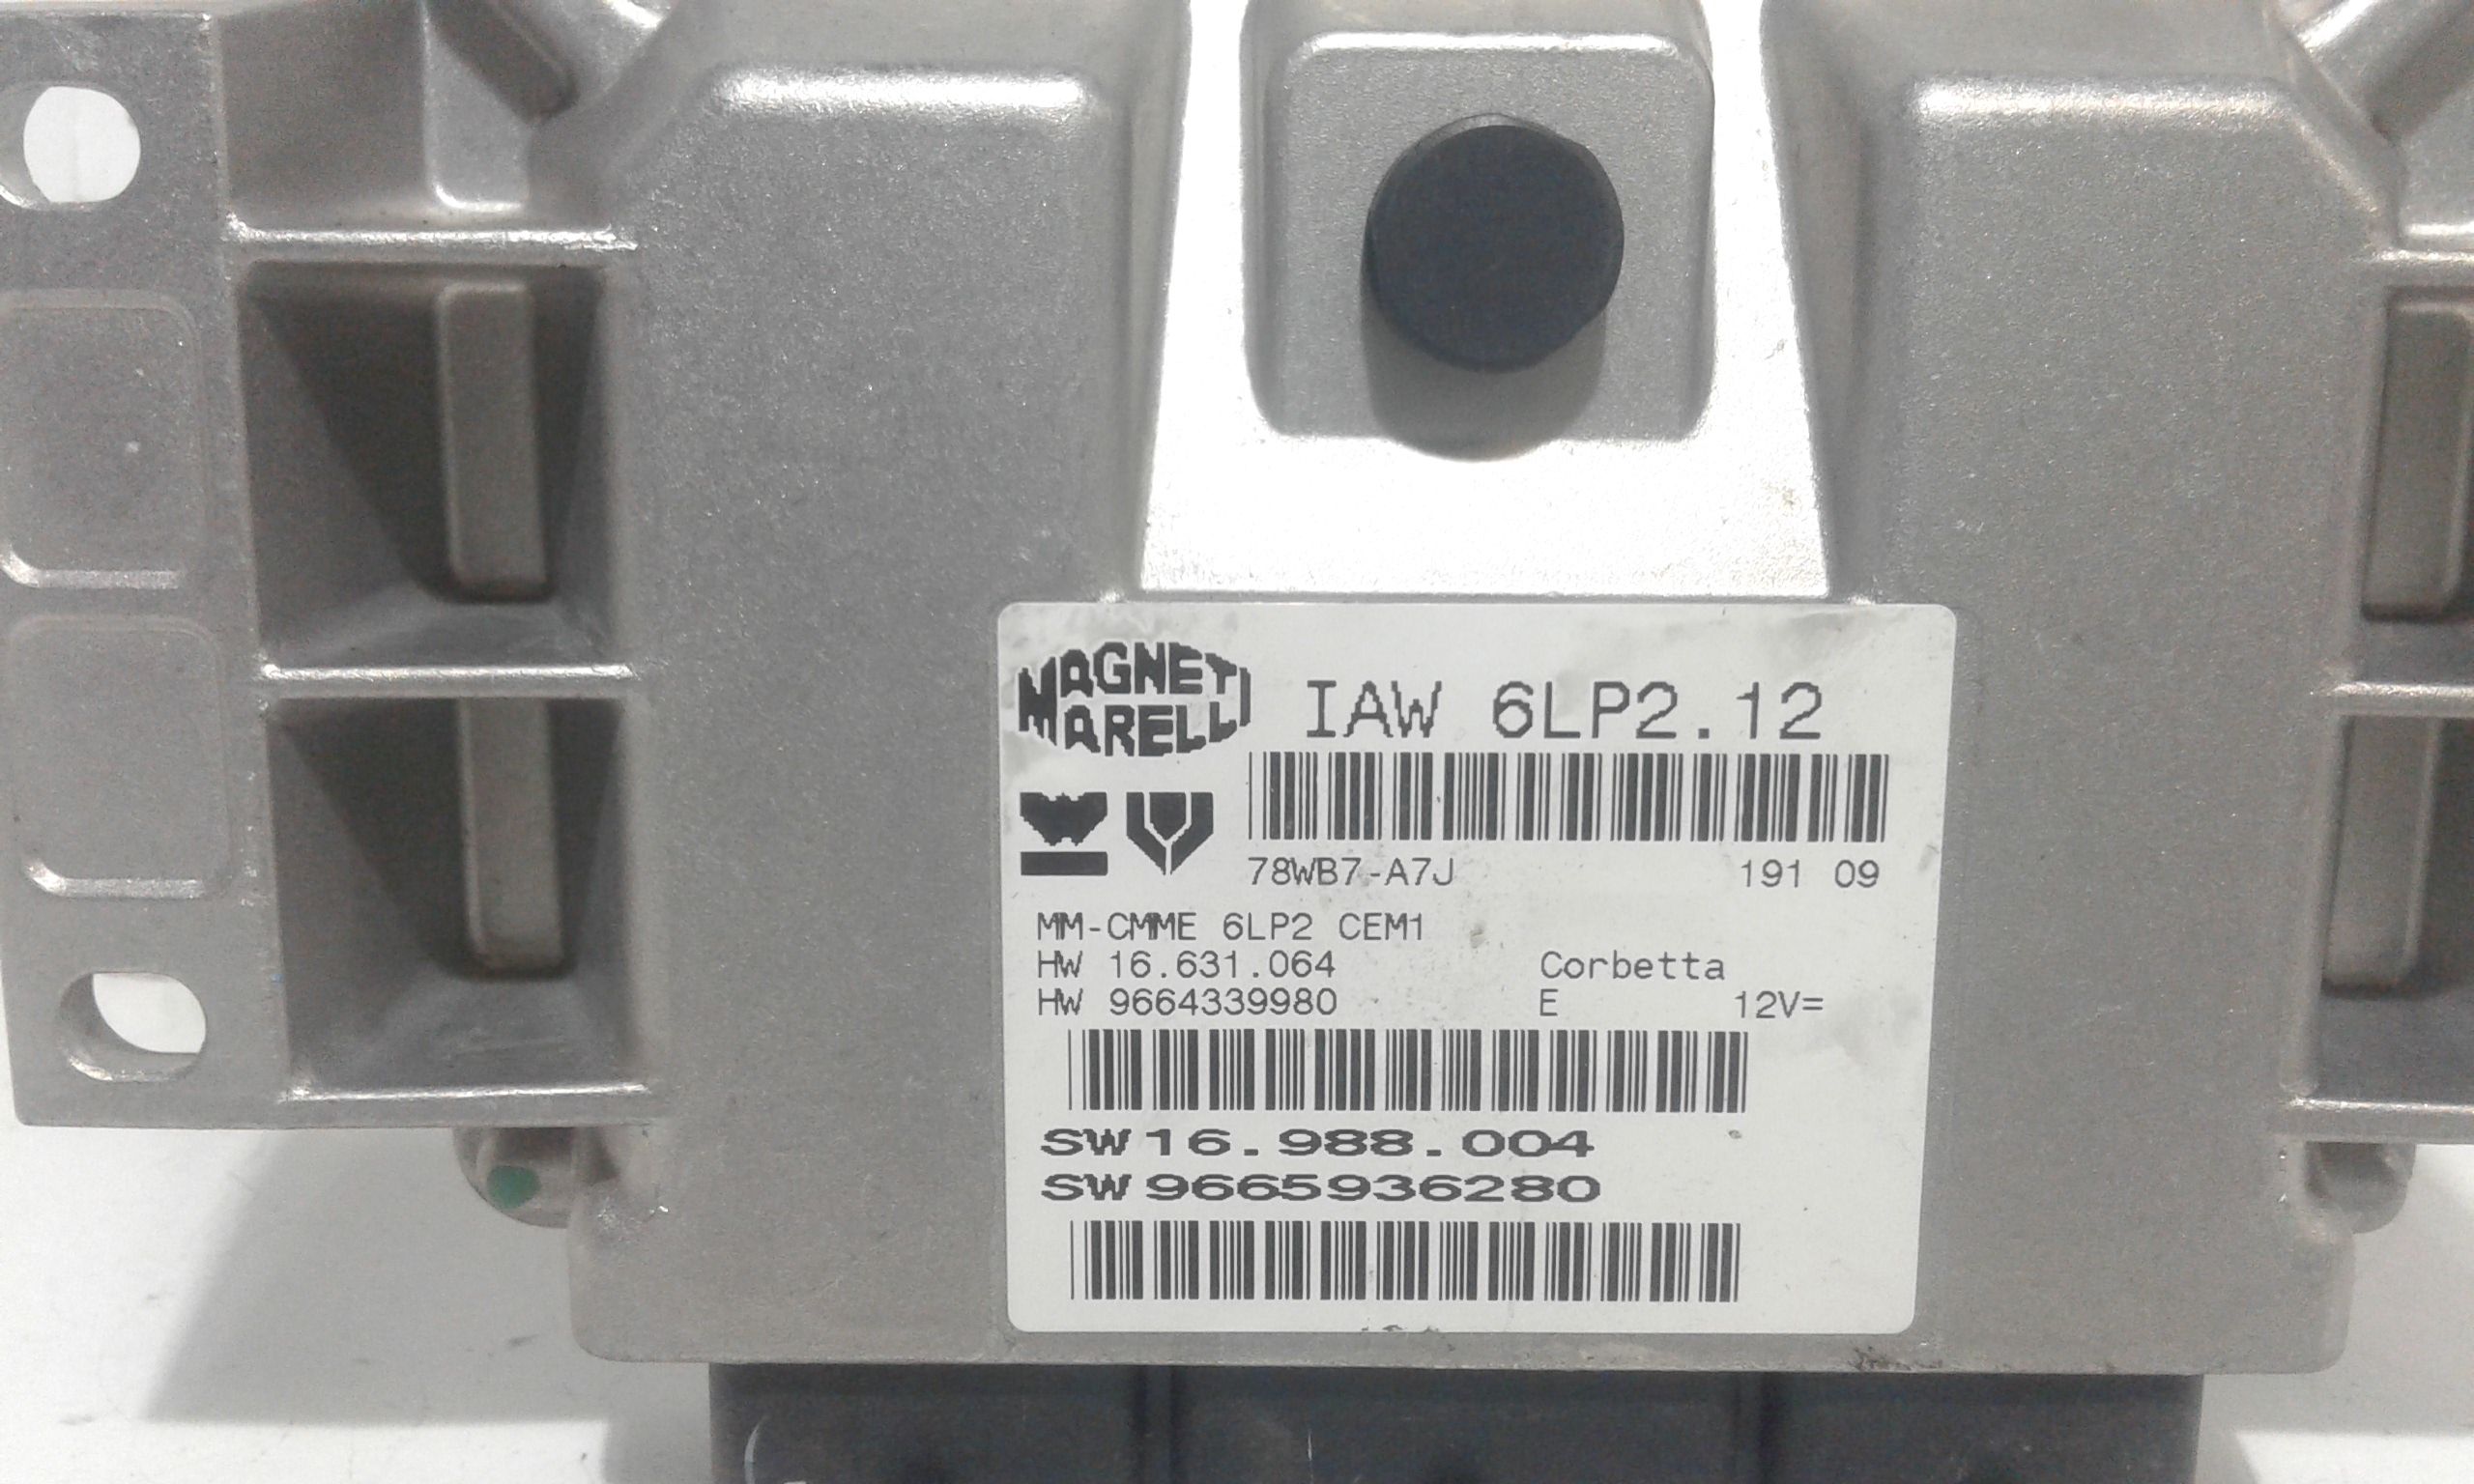 MAGNETI MARELLI
IAW 6LP2.12
78WB7-A7J 191 09
MM-CMME 6LP2 CEM1
HW 16.631.064 Corbetta
HW 9664339980 E 12V=
SW 16.988.004
SW 9665936280